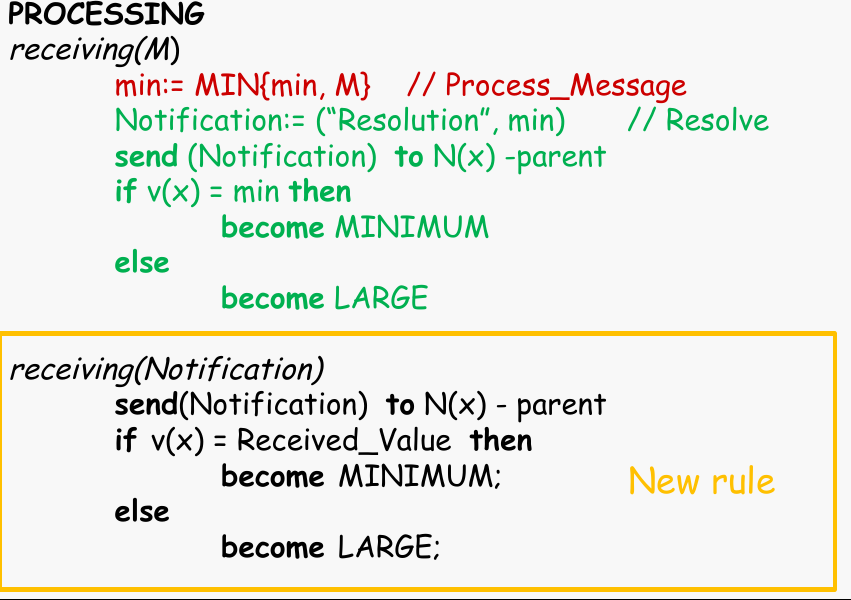 PROCESSING
receiving(M)
min:= MIN{min, M} // Process_Message
Notification:= (“Resolution”, min) // Resolve
send (Notification) to N(x) -parent
if v(x) = min then
become MINIMUM
else
become LARGE
receiving(Notification)
send(Notification) to N(x) - parent
if v(x) = Received_Value then
become MINIMUM;
New rule
else
become LARGE;